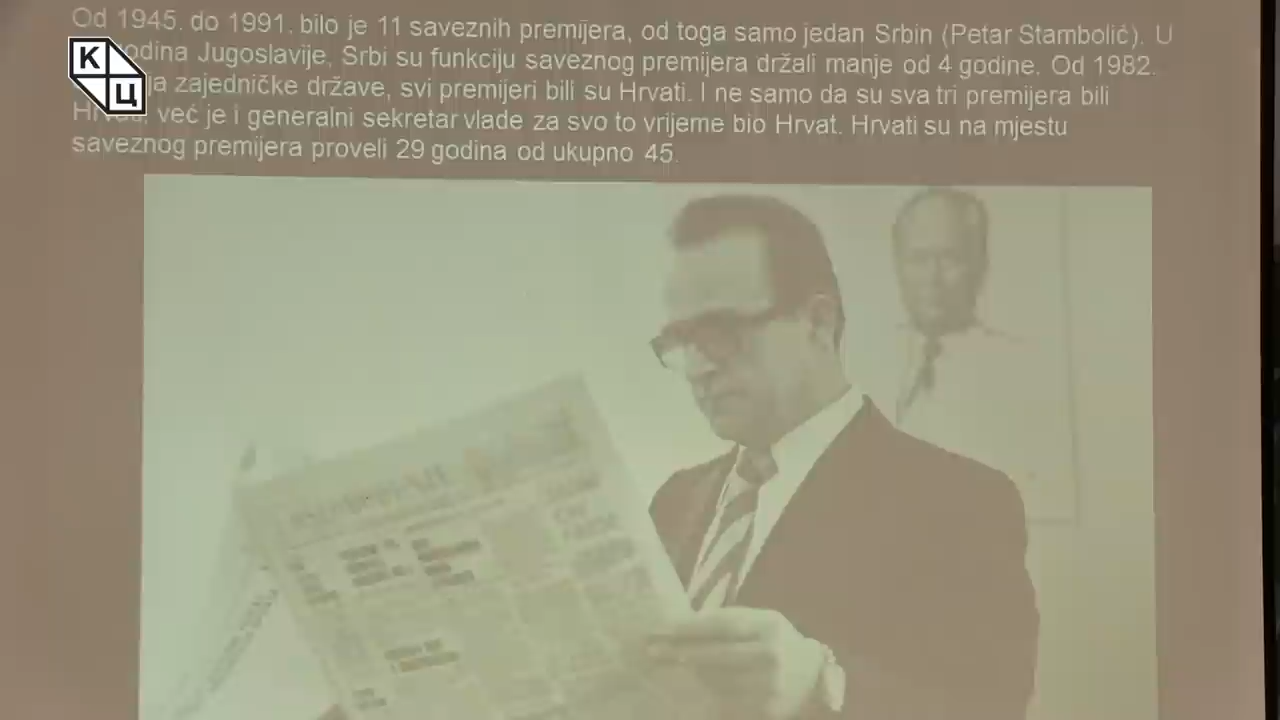 Od 1945. do 1991. bilo je 11 saveznih premijera, od toga samo jedan Srbin (Petar Stambolić). U
odina Jugoslavije, Srbi su funkciju saveznog premijera držali manje od 4 godine. Od 1982.
ja zajedničke države, svi premijeri bili su Hrvati. I ne samo da su sva tri premijera bili
Hrvati, već je i generalni sekretar vlade za svo to vrijeme bio Hrvat. Hrvati su na mjestu
saveznog premijera proveli 29 godina od ukupno 45.
К
Ц